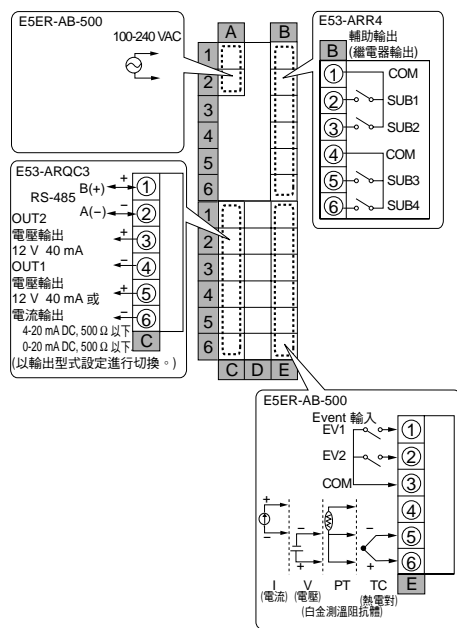 E5ER-AB-500
100-240 VAC
A
B
1
2
3
4
5
6
1
2
3
4
5
6
C D E
E53-ARR4
輔助輸出
(繼電器輸出)
B
1 COM
2 SUB1
3 SUB2
4 COM
5 SUB3
6 SUB4
E53-ARQC3
RS-485 B(+) + 1
A(−) − 2
OUT2
電壓輸出 + 3
12 V 40 mA
OUT1 − 4
電壓輸出
12 V 40 mA 或 + 5
電流輸出 − 6
4-20 mA DC, 500 Ω 以下
0-20 mA DC, 500 Ω 以下
C
(以輸出型式設定進行切換。)
E5ER-AB-500
Event 輸入
EV1 1
EV2 2
COM 3
4
+ − − 5
− + + 6
I V PT TC E
(電流) (電壓) (熱電對)
(白金測溫阻抗體)